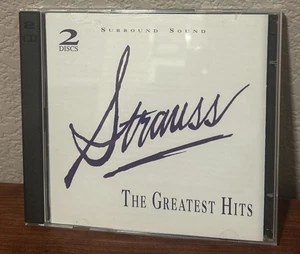 2
DISCS
SURROUND SOUND
Strauss
THE GREATEST HITS